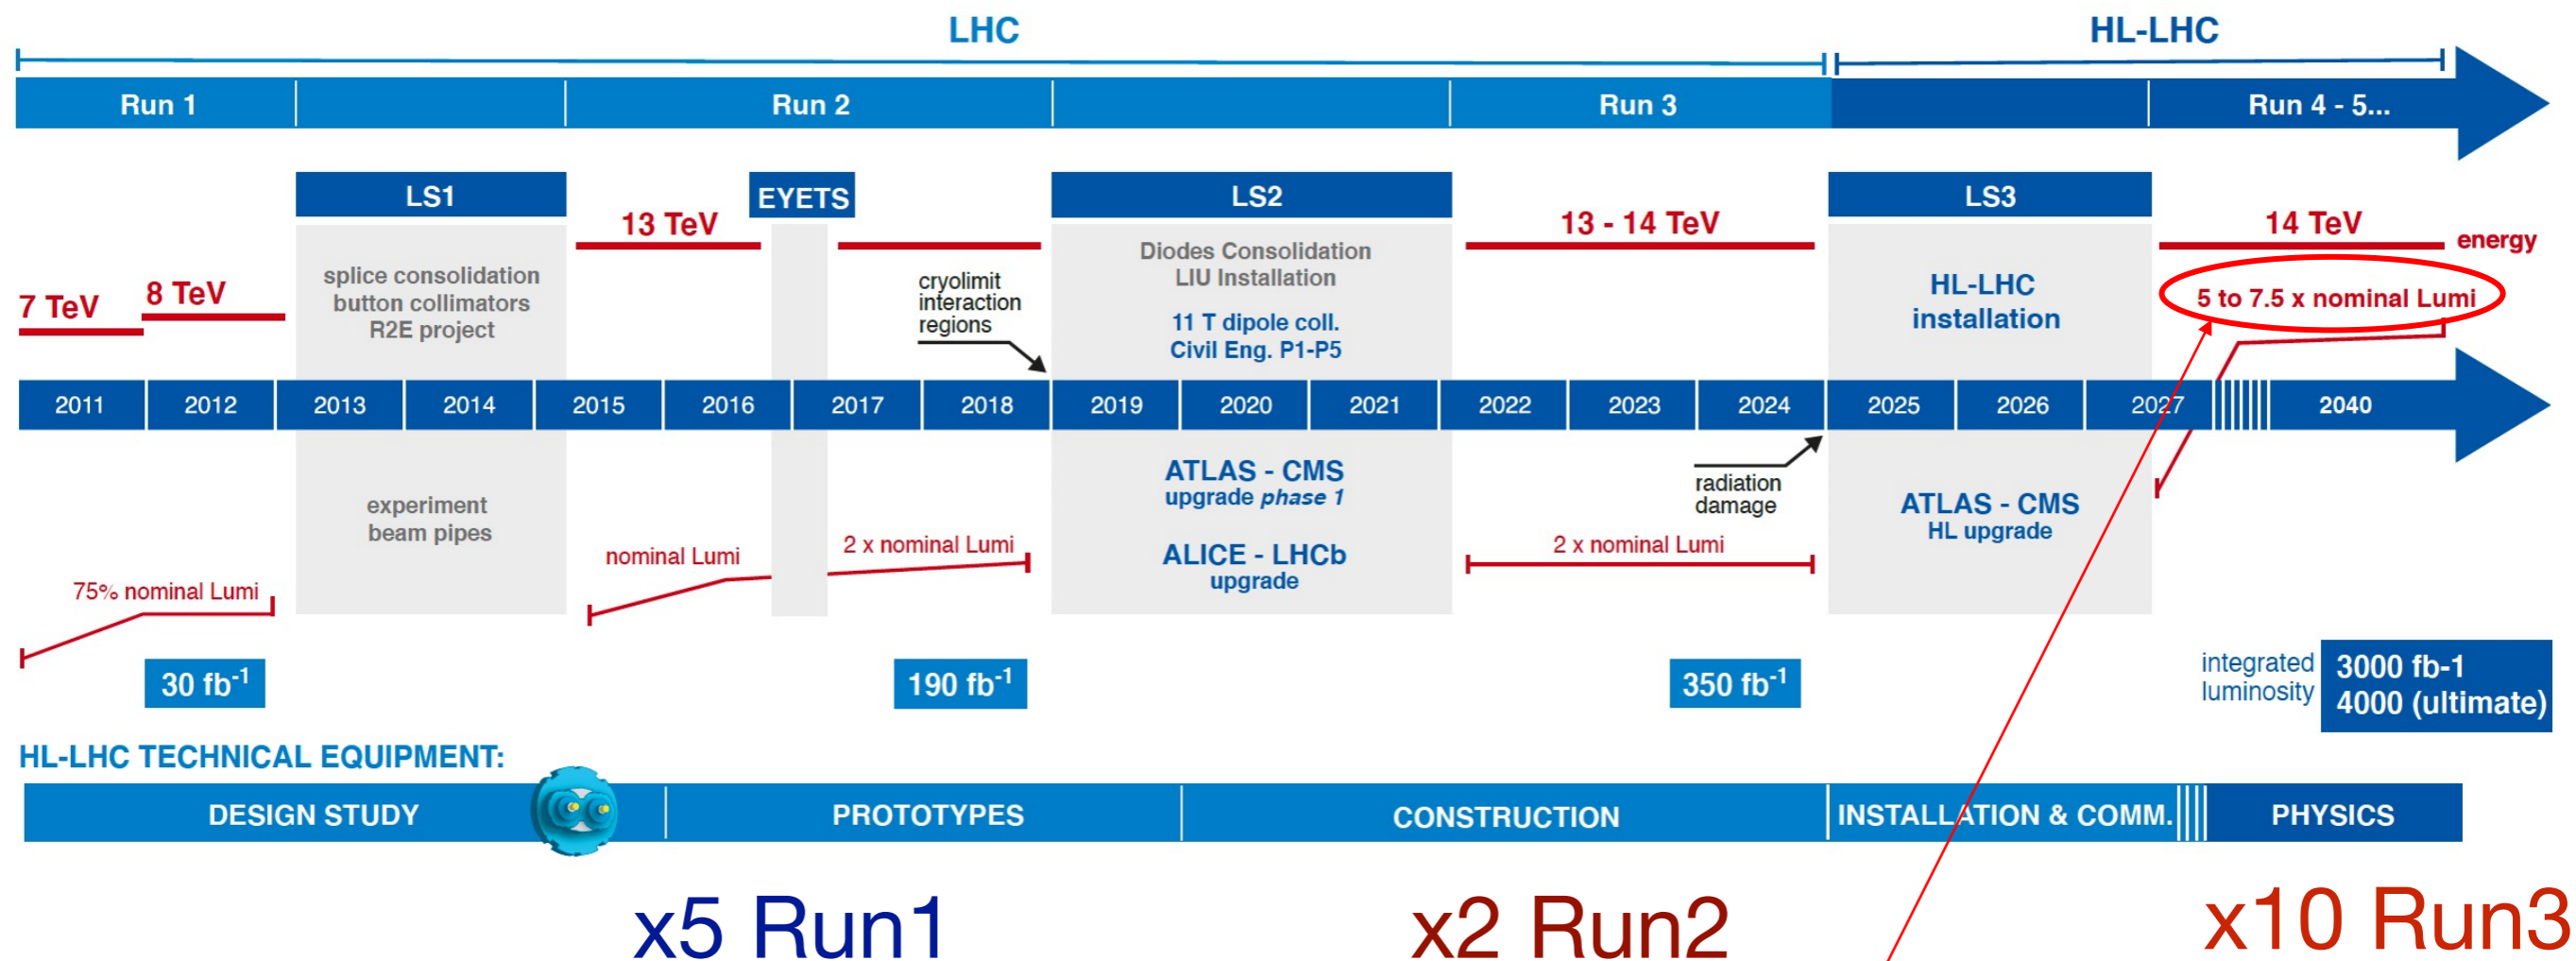 LHC
HL-LHC
Run 1
Run 2
Run 3
Run 4 - 5...
LS1
EYETS
LS2
LS3
13 TeV
13 - 14 TeV
14 TeV
energy
7 TeV
8 TeV
splice consolidation
button collimators
R2E project
cryolimit
interaction
regions
Diodes Consolidation
LIU Installation
11 T dipole coll.
Civil Eng. P1-P5
HL-LHC
installation
5 to 7.5 x nominal Lumi
2011
2012
2013
2014
2015
2016
2017
2018
2019
2020
2021
2022
2023
2024
2025
2026
2027
2040
experiment
beam pipes
ATLAS - CMS
upgrade phase 1
ALICE - LHCb
upgrade
radiation
damage
ATLAS - CMS
HL upgrade
75% nominal Lumi
nominal Lumi
2 x nominal Lumi
2 x nominal Lumi
30 fb-1
190 fb-1
350 fb-1
integrated
luminosity
3000 fb-1
4000 (ultimate)
HL-LHC TECHNICAL EQUIPMENT:
DESIGN STUDY
PROTOTYPES
CONSTRUCTION
INSTALLATION & COMM.
PHYSICS
x5 Run1
x2 Run2
x10 Run3